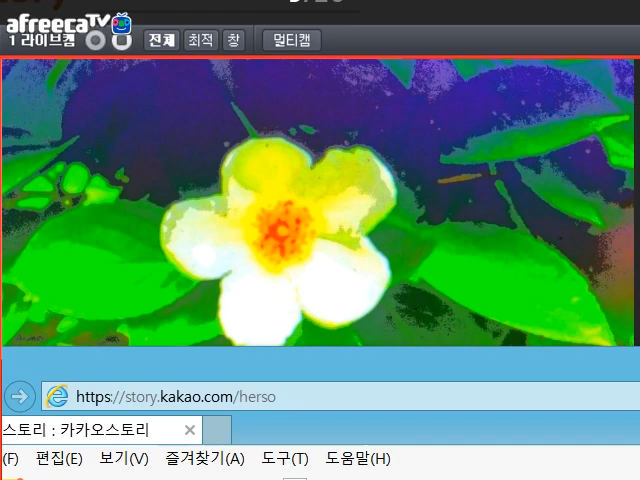 afreecaTV
1 라이브캠 전체 최적 창 멀티캠
https://story.kakao.com/herso
스토리 : 카카오스토리
(F) 편집(E) 보기(V) 즐겨찾기(A) 도구(T) 도움말(H)